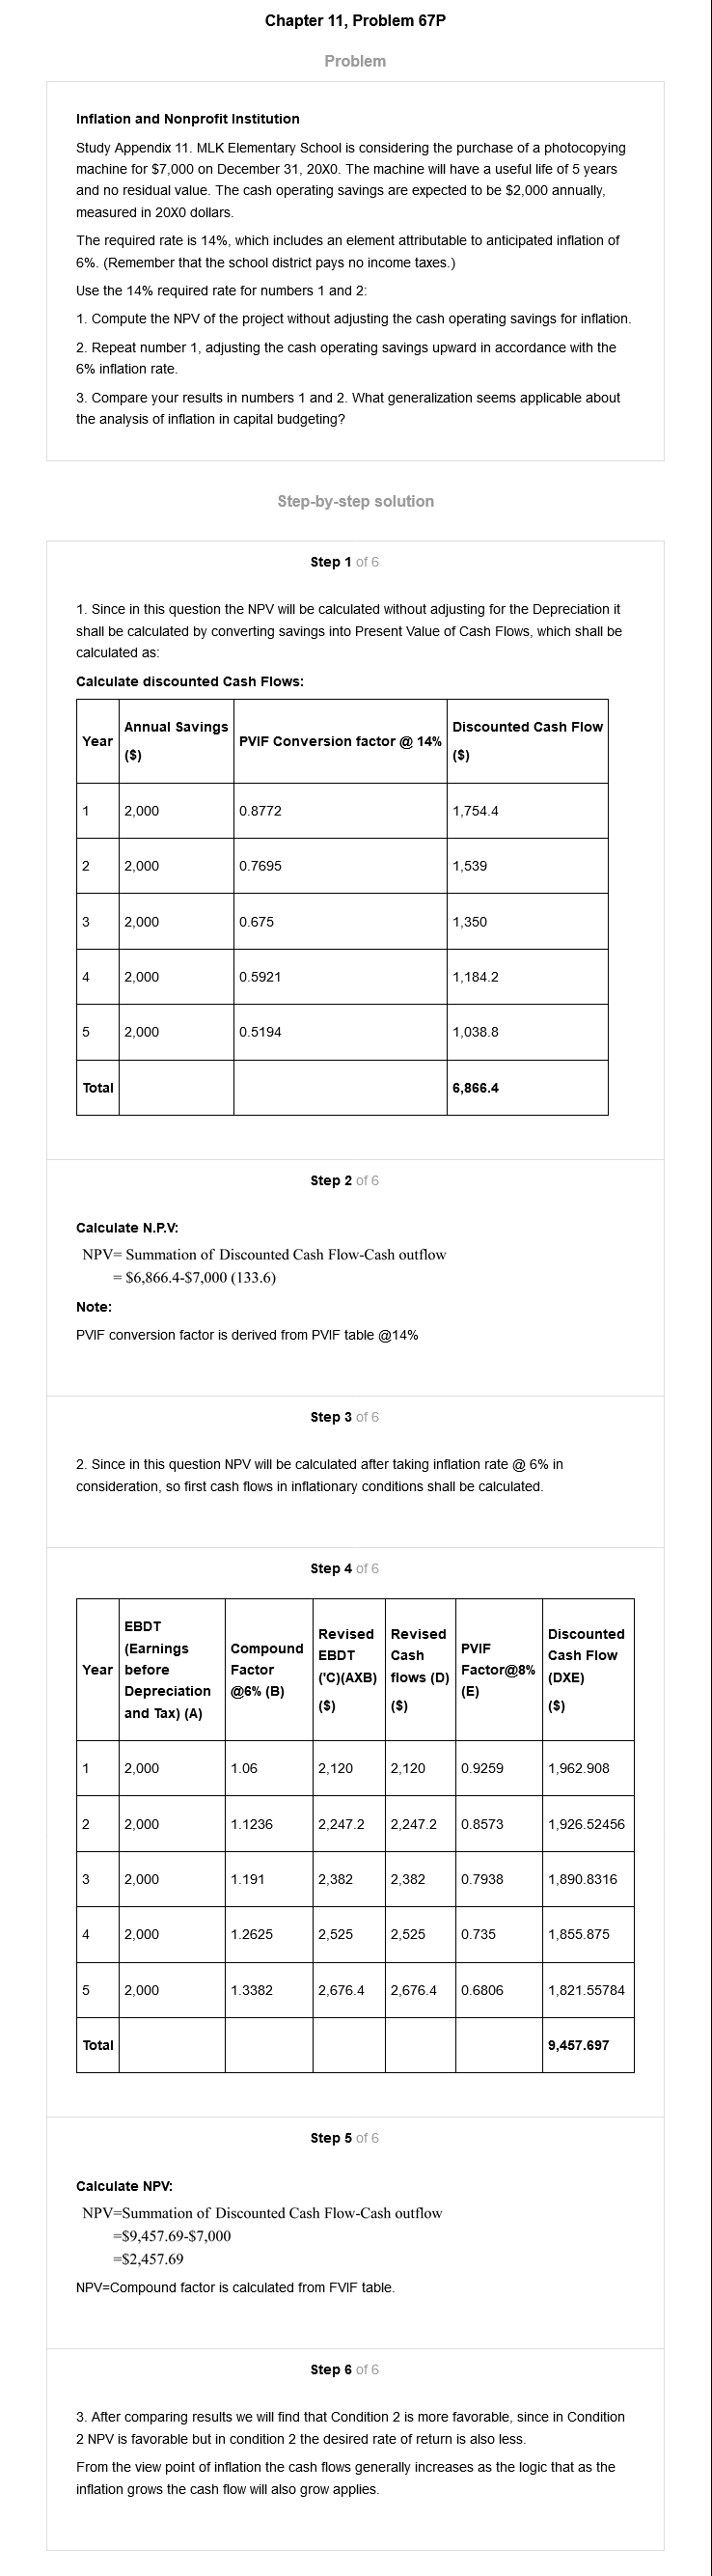 Chapter 11, Problem 67P
Problem
Inflation and Nonprofit Institution
Study Appendix 11. MLK Elementary School is considering the purchase of a photocopying
machine for $7,000 on December 31, 20X0. The machine will have a useful life of 5 years
and no residual value. The cash operating savings are expected to be $2,000 annually,
measured in 20X0 dollars.
The required rate is 14%, which includes an element attributable to anticipated inflation of
6%. (Remember that the school district pays no income taxes.)
Use the 14% required rate for numbers 1 and 2:
1. Compute the NPV of the project without adjusting the cash operating savings for inflation.
2. Repeat number 1, adjusting the cash operating savings upward in accordance with the
6% inflation rate.
3. Compare your results in numbers 1 and 2. What generalization seems applicable about
the analysis of inflation in capital budgeting?
Step-by-step solution
Step 1 of 6
1. Since in this question the NPV will be calculated without adjusting for the Depreciation it
shall be calculated by converting savings into Present Value of Cash Flows, which shall be
calculated as:
Calculate discounted Cash Flows:
Year Annual Savings ($) PVIF Conversion factor @ 14% Discounted Cash Flow ($)
1 2,000 0.8772 1,754.4
2 2,000 0.7695 1,539
3 2,000 0.675 1,350
4 2,000 0.5921 1,184.2
5 2,000 0.5194 1,038.8
Total 6,866.4
Step 2 of 6
Calculate N.P.V:
NPV= Summation of Discounted Cash Flow-Cash outflow
= $6,866.4-$7,000 (133.6)
Note:
PVIF conversion factor is derived from PVIF table @14%
Step 3 of 6
2. Since in this question NPV will be calculated after taking inflation rate @ 6% in
consideration, so first cash flows in inflationary conditions shall be calculated.
Step 4 of 6
Year EBDT (Earnings before Depreciation and Tax) (A) Compound Factor @6% (B) Revised EBDT ('C)(AXB) ($) Revised Cash flows (D) ($) PVIF Factor@8% (E) Discounted Cash Flow (DXE) ($)
1 2,000 1.06 2,120 2,120 0.9259 1,962.908
2 2,000 1.1236 2,247.2 2,247.2 0.8573 1,926.52456
3 2,000 1.191 2,382 2,382 0.7938 1,890.8316
4 2,000 1.2625 2,525 2,525 0.735 1,855.875
5 2,000 1.3382 2,676.4 2,676.4 0.6806 1,821.55784
Total 9,457.697
Step 5 of 6
Calculate NPV:
NPV=Summation of Discounted Cash Flow-Cash outflow
=$9,457.69-$7,000
=$2,457.69
NPV=Compound factor is calculated from FVIF table.
Step 6 of 6
3. After comparing results we will find that Condition 2 is more favorable, since in Condition
2 NPV is favorable but in condition 2 the desired rate of return is also less.
From the view point of inflation the cash flows generally increases as the logic that as the
inflation grows the cash flow will also grow applies.